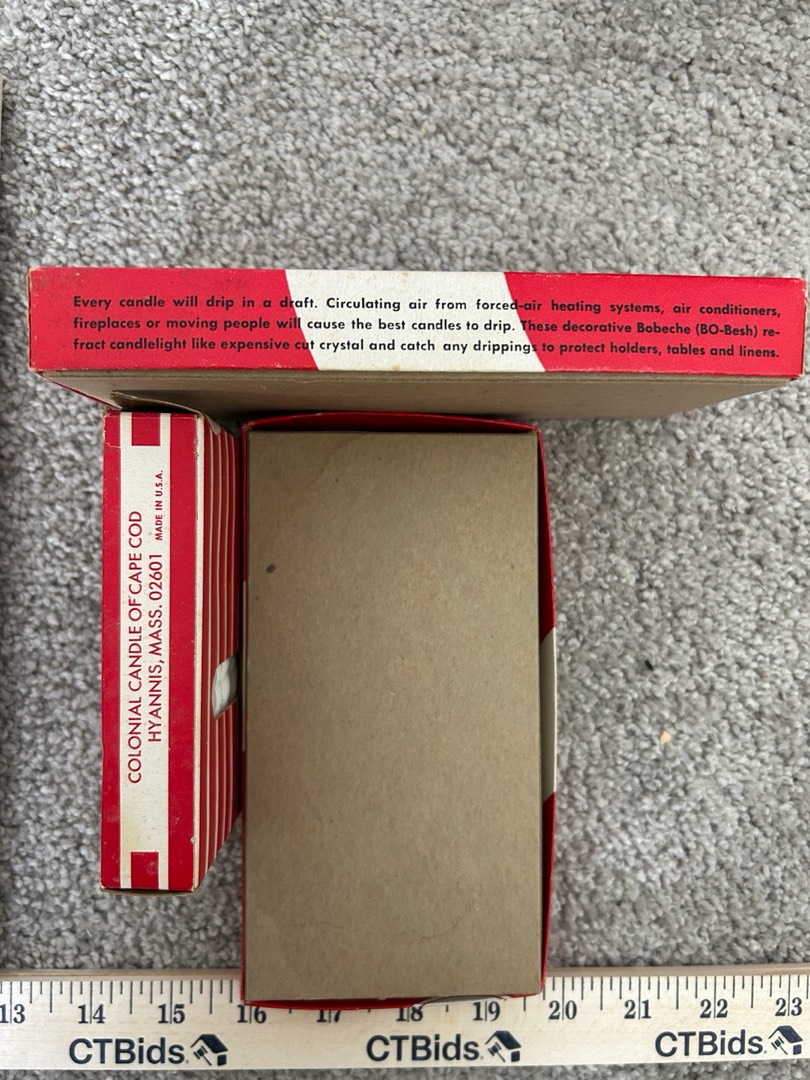 Every candle will drip in a draft. Circulating air from forced-air heating systems, air conditioners,
fireplaces or moving people will cause the best candles to drip. These decorative Bobeche (BO-Besh) re-
fract candlelight like expensive cut crystal and catch any drippings to protect holders, tables and linens.
COLONIAL CANDLE OF CAPE COD
HYANNIS, MASS. 02601 MADE IN U.S.A.
13 14 15 16 17 18 19 20 21 22 23
CTBids CTBids CTBids